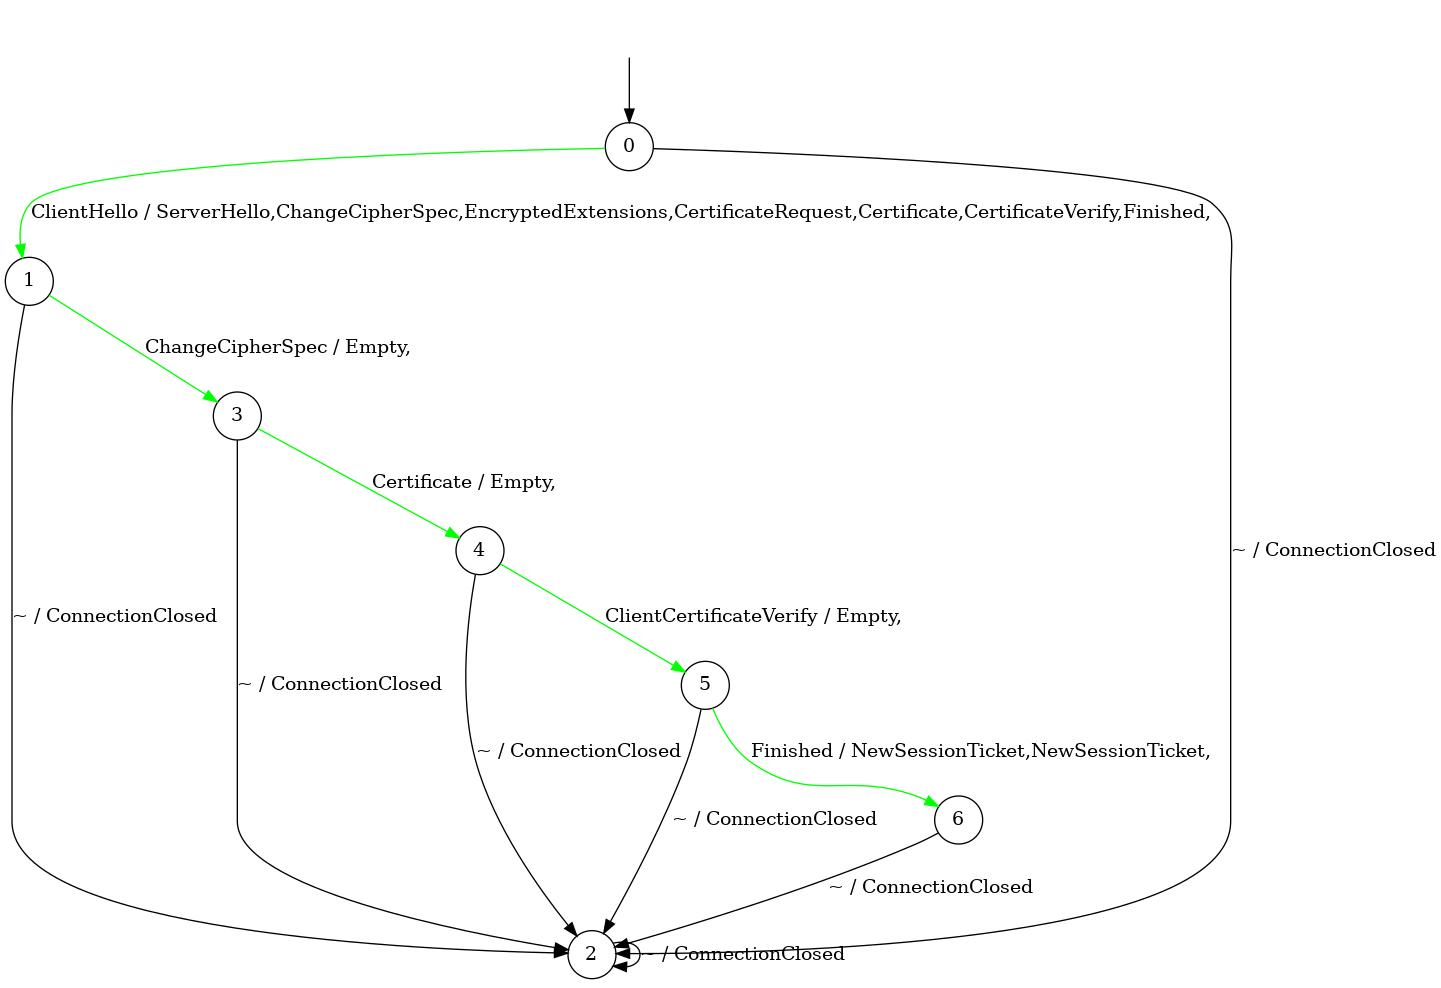 0
ClientHello / ServerHello,ChangeCipherSpec,EncryptedExtensions,CertificateRequest,Certificate,CertificateVerify,Finished,
1
ChangeCipherSpec / Empty,
3
Certificate / Empty,
4
~ / ConnectionClosed
~ / ConnectionClosed
ClientCertificateVerify / Empty,
~ / ConnectionClosed
5
~ / ConnectionClosed
Finished / NewSessionTicket,NewSessionTicket,
~ / ConnectionClosed
6
~ / ConnectionClosed
2
~ / ConnectionClosed